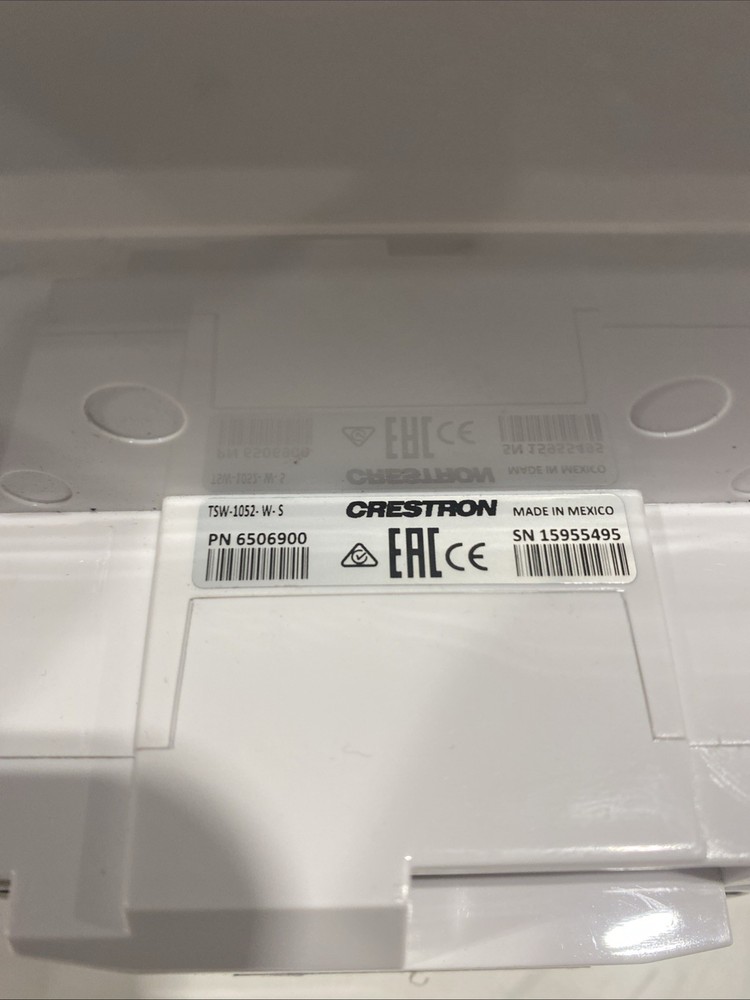 TSW-1052- W- S CRESTRON MADE IN MEXICO
PN 6506900 EAC CE SN 15955495